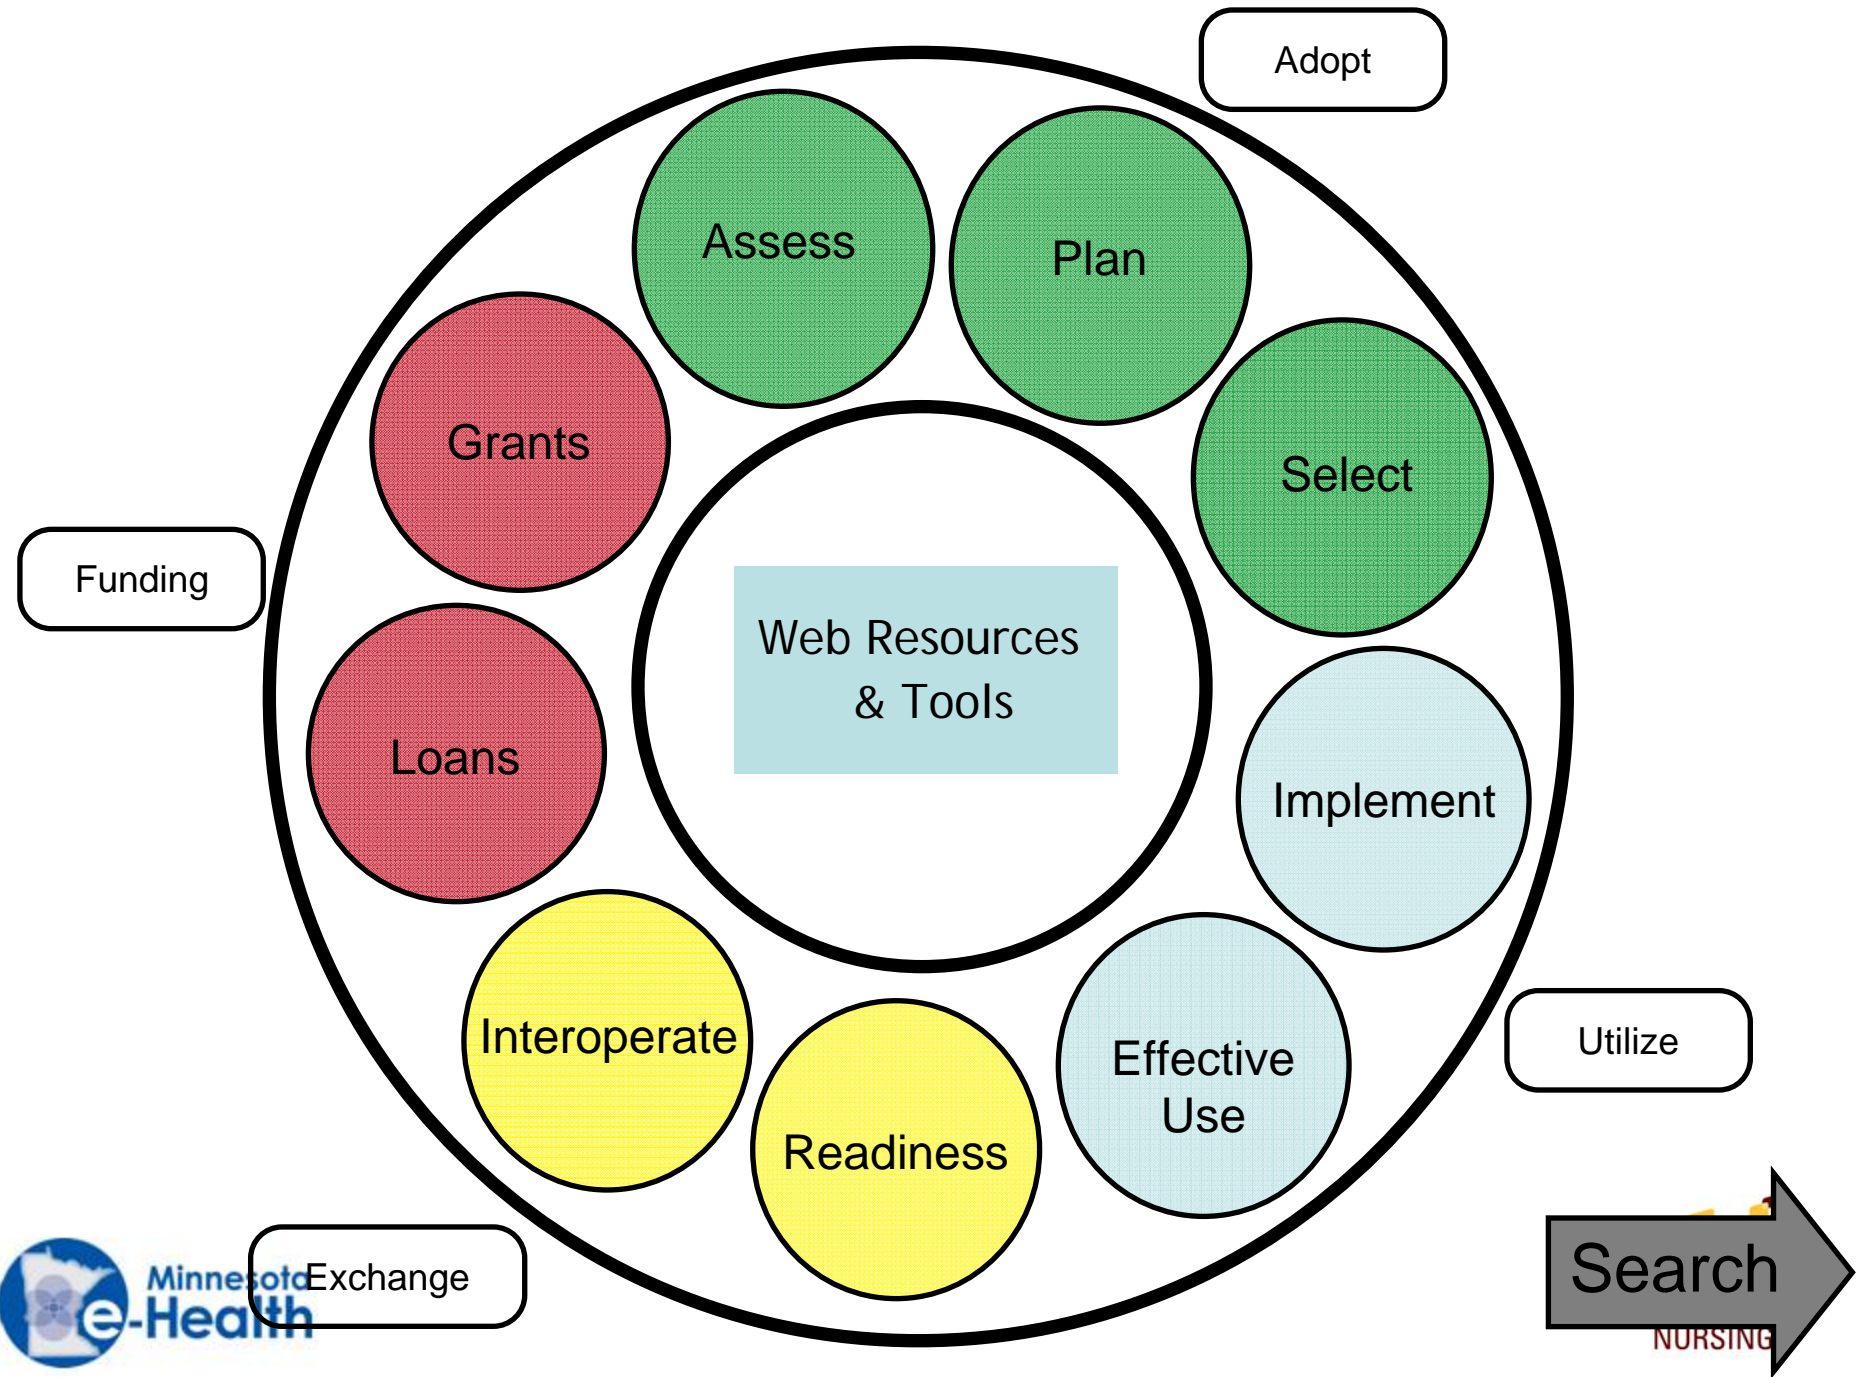 Adopt
Assess
Plan
Grants
Select
Funding
Web Resources
& Tools
Loans
Implement
Interoperate
Effective
Use
Utilize
Readiness
Exchange
Minnesota
e-Health
Search
NURSING